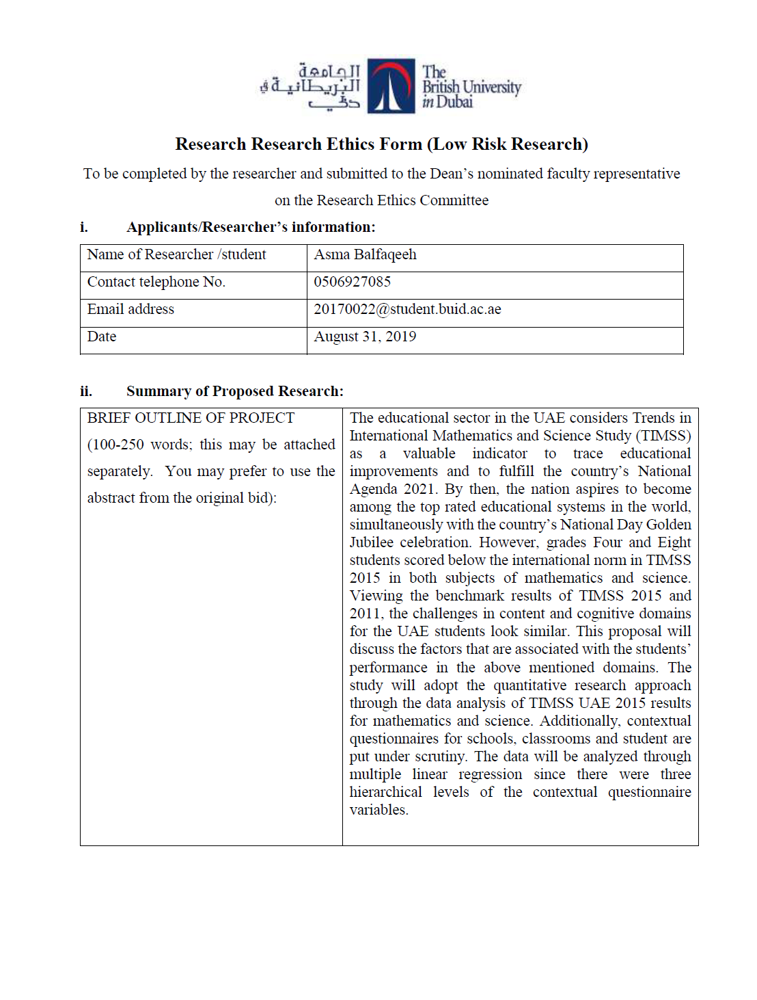 الجامعة
البريطانية في
دبي
The
British University
in Dubai
Research Research Ethics Form (Low Risk Research)
To be completed by the researcher and submitted to the Dean’s nominated faculty representative
on the Research Ethics Committee
i. Applicants/Researcher’s information:
Name of Researcher /student Asma Balfaqeeh
Contact telephone No. 0506927085
Email address 20170022@student.buid.ac.ae
Date August 31, 2019
ii. Summary of Proposed Research:
BRIEF OUTLINE OF PROJECT
(100-250 words; this may be attached
separately. You may prefer to use the
abstract from the original bid):
The educational sector in the UAE considers Trends in
International Mathematics and Science Study (TIMSS)
as a valuable indicator to trace educational
improvements and to fulfill the country’s National
Agenda 2021. By then, the nation aspires to become
among the top rated educational systems in the world,
simultaneously with the country’s National Day Golden
Jubilee celebration. However, grades Four and Eight
students scored below the international norm in TIMSS
2015 in both subjects of mathematics and science.
Viewing the benchmark results of TIMSS 2015 and
2011, the challenges in content and cognitive domains
for the UAE students look similar. This proposal will
discuss the factors that are associated with the students’
performance in the above mentioned domains. The
study will adopt the quantitative research approach
through the data analysis of TIMSS UAE 2015 results
for mathematics and science. Additionally, contextual
questionnaires for schools, classrooms and student are
put under scrutiny. The data will be analyzed through
multiple linear regression since there were three
hierarchical levels of the contextual questionnaire
variables.